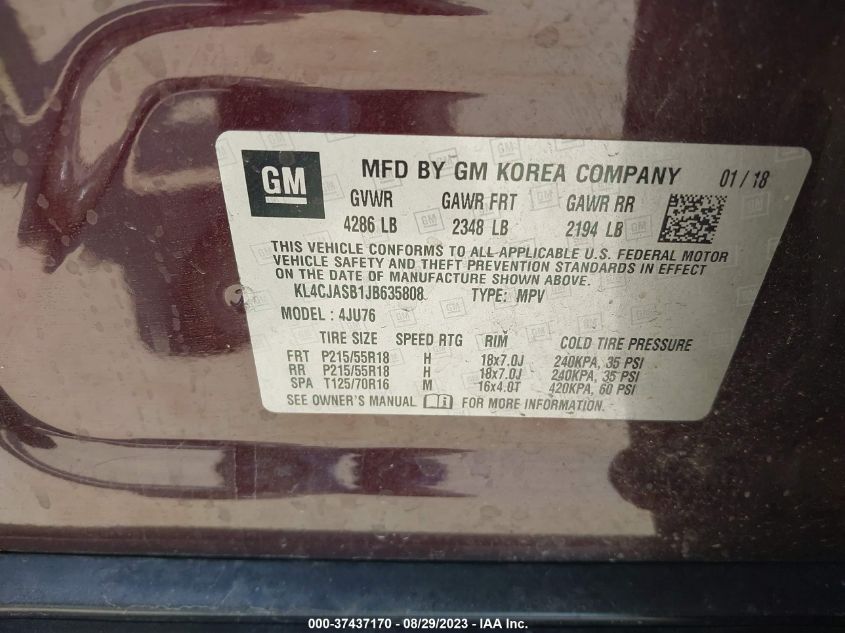 GM MFD BY GM KOREA COMPANY 01 / 18
GVWR GAWR FRT GAWR RR
4286 LB 2348 LB 2194 LB
THIS VEHICLE CONFORMS TO ALL APPLICABLE U.S. FEDERAL MOTOR
VEHICLE SAFETY AND THEFT PREVENTION STANDARDS IN EFFECT
ON THE DATE OF MANUFACTURE SHOWN ABOVE.
KL4CJASB1JB635808 TYPE: MPV
MODEL : 4JU76
TIRE SIZE SPEED RTG RIM COLD TIRE PRESSURE
FRT P215/55R18 H 18x7.0J 240KPA, 35 PSI
RR P215/55R18 H 18x7.0J 240KPA, 35 PSI
SPA T125/70R16 M 16x4.0T 420KPA, 60 PSI
SEE OWNER'S MANUAL FOR MORE INFORMATION.
000-37437170 - 08/29/2023 - IAA Inc.